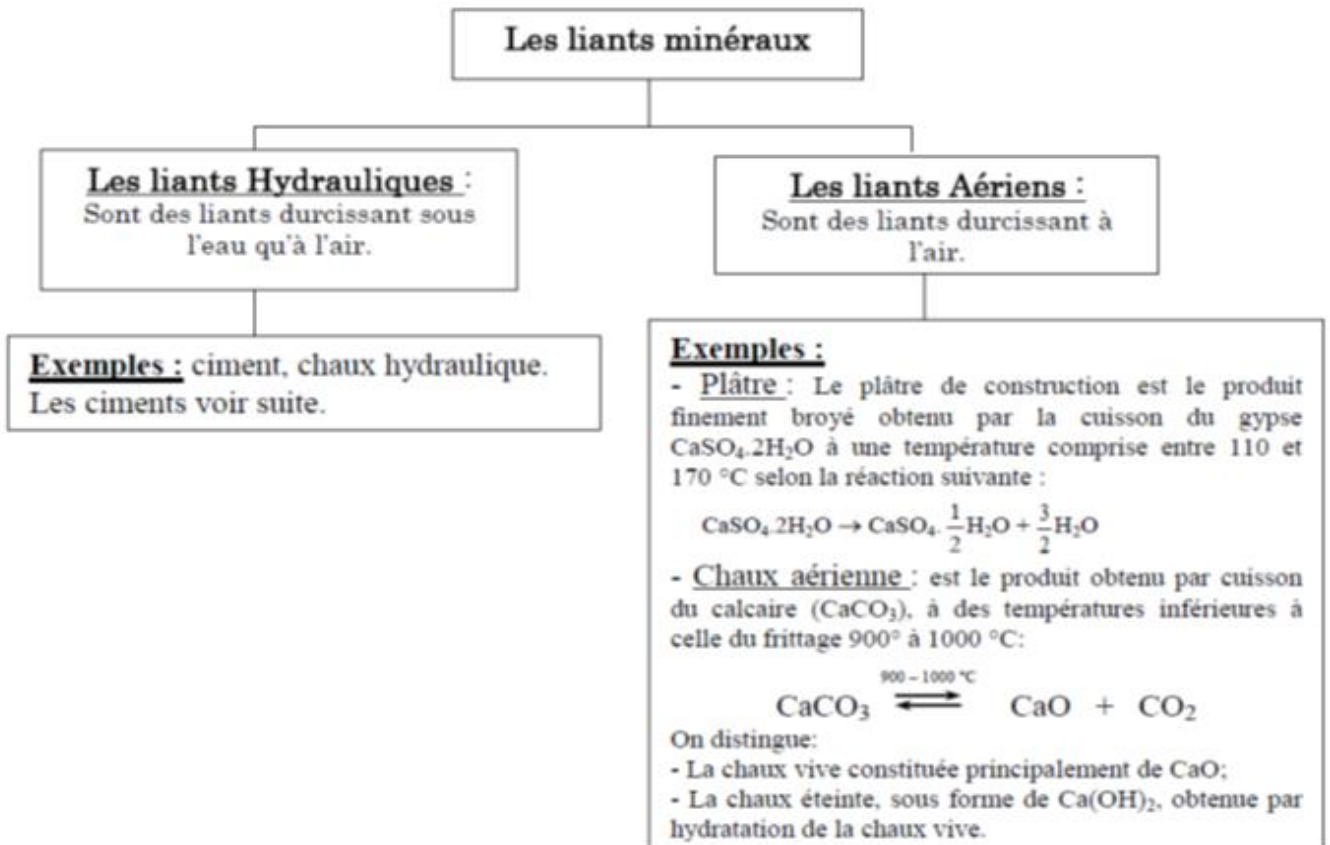 Les liants minéraux
Les liants Hydrauliques :
Sont des liants durcissant sous
l'eau qu'à l'air.
Exemples : ciment, chaux hydraulique.
Les ciments voir suite.
Les liants Aériens :
Sont des liants durcissant à
l'air.
Exemples :
- Plâtre : Le plâtre de construction est le produit
finement broyé obtenu par la cuisson du gypse
CaSO₄.2H₂O à une température comprise entre 110 et
170 °C selon la réaction suivante :
CaSO₄.2H₂O → CaSO₄.½H₂O + 3/2H₂O
- Chaux aérienne : est le produit obtenu par cuisson
du calcaire (CaCO₃), à des températures inférieures à
celle du frittage 900° à 1000 °C:
900 – 1000 °C
CaCO₃ ⇌ CaO + CO₂
On distingue:
- La chaux vive constituée principalement de CaO;
- La chaux éteinte, sous forme de Ca(OH)₂, obtenue par
hydratation de la chaux vive.